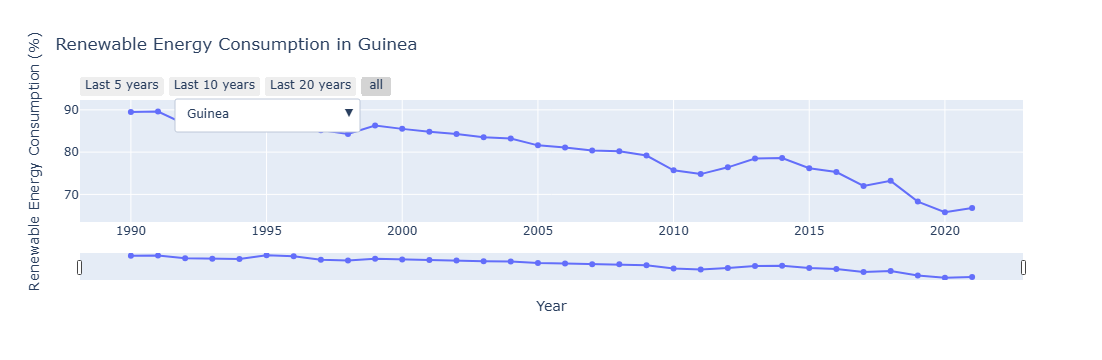 Renewable Energy Consumption in Guinea
Last 5 years Last 10 years Last 20 years all
Guinea ▼
Renewable Energy Consumption (%)
90
80
70
1990 1995 2000 2005 2010 2015 2020
Year